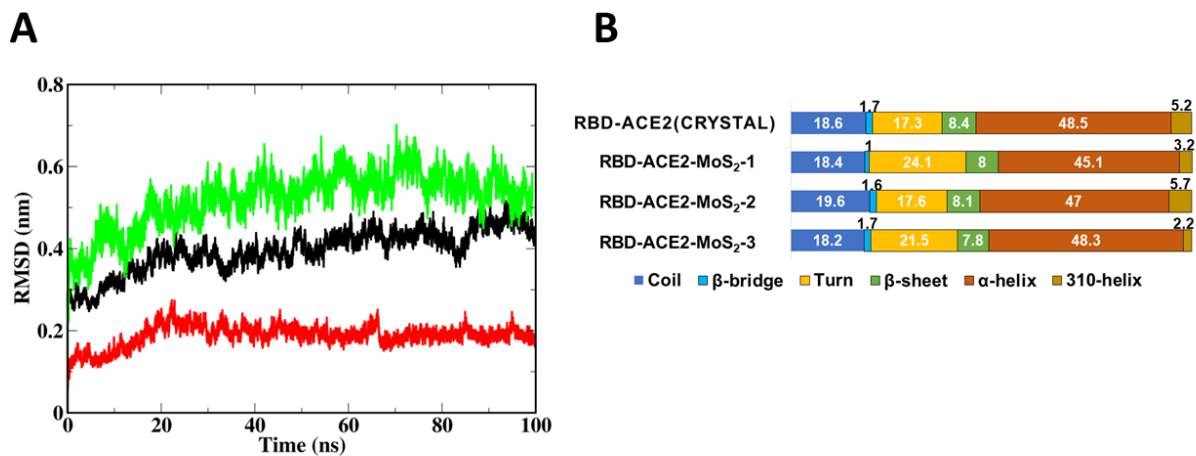 A
B
0.8
0.6
0.4
0.2
0
RMSD (nm)
0 20 40 60 80 100
Time (ns)
1.7 5.2
RBD-ACE2(CRYSTAL) 18.6 17.3 8.4 48.5
1 3.2
RBD-ACE2-MoS2-1 18.4 24.1 8 45.1
1.6 5.7
RBD-ACE2-MoS2-2 19.6 17.6 8.1 47
1.7 2.2
RBD-ACE2-MoS2-3 18.2 21.5 7.8 48.3
Coil β-bridge Turn β-sheet α-helix 310-helix